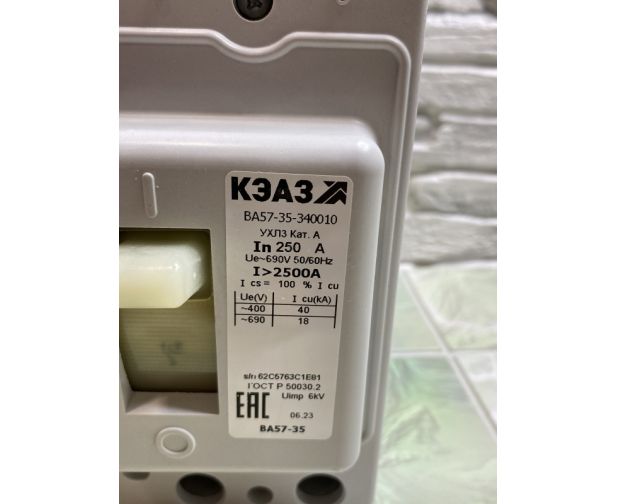 КЭАЗ
ВА57-35-340010
УХЛ3 Кат. А
In 250 A
Ue~690V 50/60Hz
I>2500A
I cs = 100 % I cu
Ue(V) I cu(kA)
~400 40
~690 18
s/n 62C6763C1E81
ГОСТ Р 50030.2
Uimp 6kV
EAC
06.23
ВА57-35